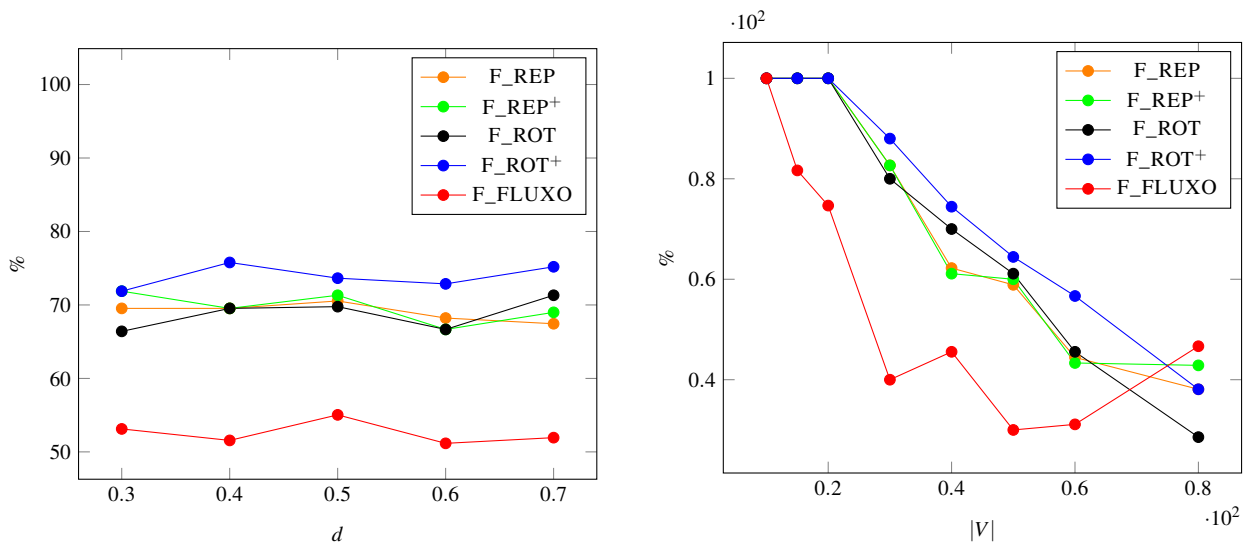 100
90
80
70
60
50
%
0.3 0.4 0.5 0.6 0.7
d
F_REP
F_REP⁺
F_ROT
F_ROT⁺
F_FLUXO
·10²
1
0.8
0.6
0.4
%
0.2 0.4 0.6 0.8
·10²
|V|
F_REP
F_REP⁺
F_ROT
F_ROT⁺
F_FLUXO